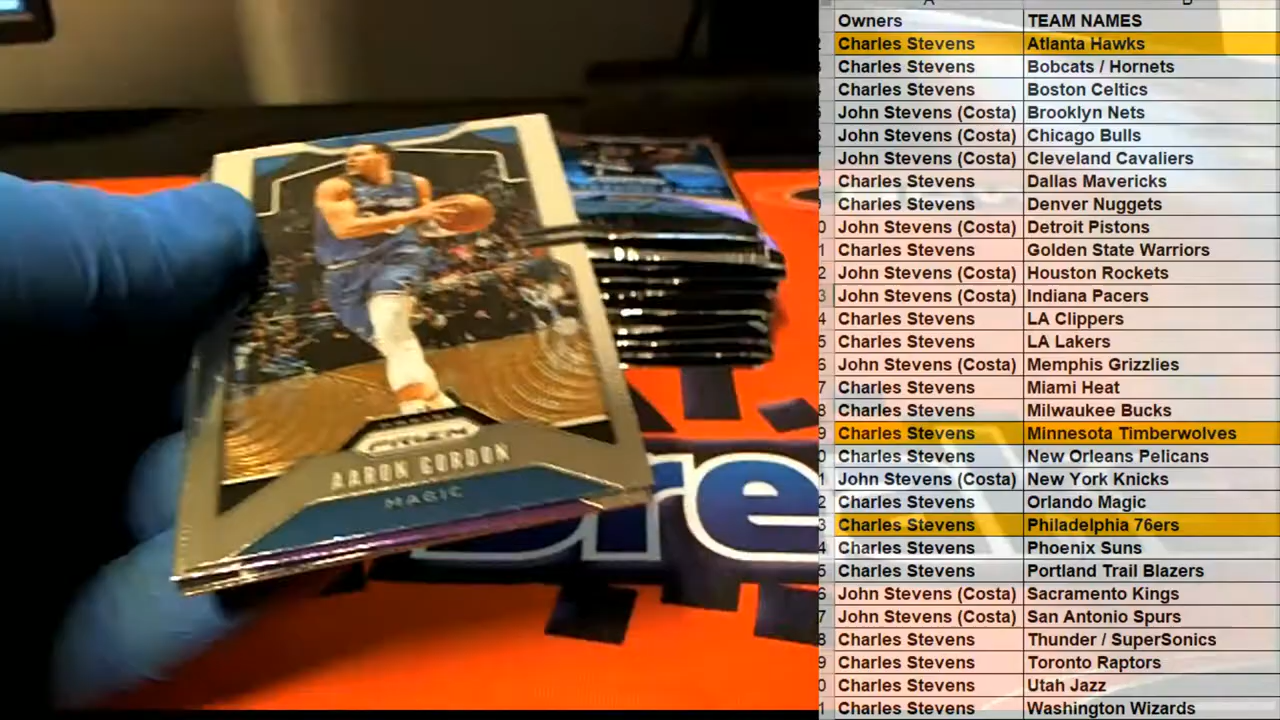 Owners TEAM NAMES
Charles Stevens Atlanta Hawks
Charles Stevens Bobcats / Hornets
Charles Stevens Boston Celtics
John Stevens (Costa) Brooklyn Nets
John Stevens (Costa) Chicago Bulls
John Stevens (Costa) Cleveland Cavaliers
Charles Stevens Dallas Mavericks
Charles Stevens Denver Nuggets
John Stevens (Costa) Detroit Pistons
Charles Stevens Golden State Warriors
John Stevens (Costa) Houston Rockets
John Stevens (Costa) Indiana Pacers
Charles Stevens LA Clippers
Charles Stevens LA Lakers
John Stevens (Costa) Memphis Grizzlies
Charles Stevens Miami Heat
Charles Stevens Milwaukee Bucks
Charles Stevens Minnesota Timberwolves
Charles Stevens New Orleans Pelicans
John Stevens (Costa) New York Knicks
Charles Stevens Orlando Magic
Charles Stevens Philadelphia 76ers
Charles Stevens Phoenix Suns
Charles Stevens Portland Trail Blazers
John Stevens (Costa) Sacramento Kings
John Stevens (Costa) San Antonio Spurs
Charles Stevens Thunder / SuperSonics
Charles Stevens Toronto Raptors
Charles Stevens Utah Jazz
Charles Stevens Washington Wizards
PRIZM
AARON GORDON
MAGIC